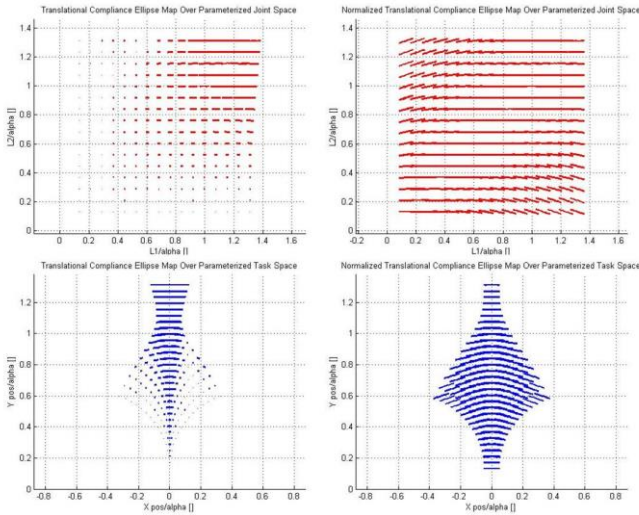 Translational Compliance Ellipse Map Over Parameterized Joint Space
1.4
1.2
1
0.8
0.6
0.4
0.2
0
L2/alpha []
0 0.2 0.4 0.6 0.8 1 1.2 1.4 1.6
L1/alpha []
Normalized Translational Compliance Ellipse Map Over Parameterized Joint Space
1.4
1.2
1
0.8
0.6
0.4
0.2
0
L2/alpha []
-0.2 0 0.2 0.4 0.6 0.8 1 1.2 1.4 1.6
L1/alpha []
Translational Compliance Ellipse Map Over Parameterized Task Space
1.2
1
0.8
0.6
0.4
0.2
0
Y pos/alpha []
-0.8 -0.6 -0.4 -0.2 0 0.2 0.4 0.6 0.8
X pos/alpha []
Normalized Translational Compliance Ellipse Map Over Parameterized Task Space
1.2
1
0.8
0.6
0.4
0.2
0
Y pos/alpha []
-0.8 -0.6 -0.4 -0.2 0 0.2 0.4 0.6 0.8
X pos/alpha []